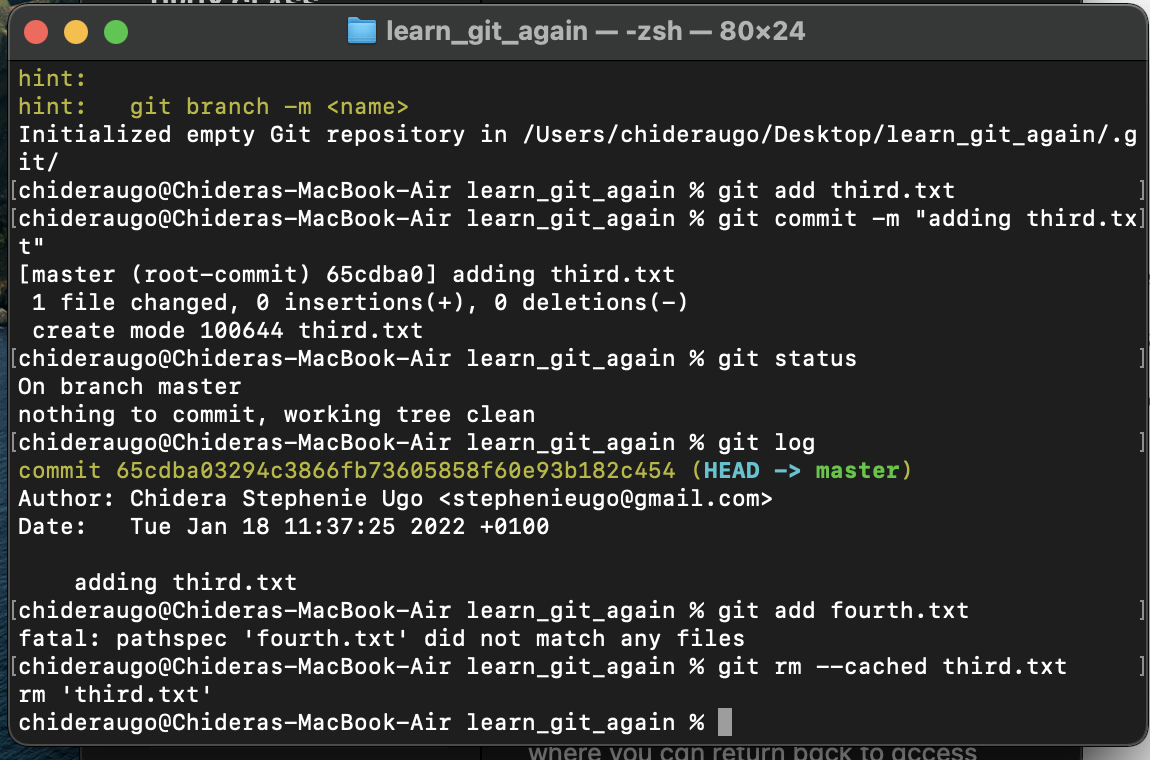 learn_git_again — -zsh — 80×24
hint:
hint:   git branch -m <name>
Initialized empty Git repository in /Users/chideraugo/Desktop/learn_git_again/.g
it/
[chideraugo@Chideras-MacBook-Air learn_git_again % git add third.txt             ]
[chideraugo@Chideras-MacBook-Air learn_git_again % git commit -m "adding third.tx]
t"
[master (root-commit) 65cdba0] adding third.txt
 1 file changed, 0 insertions(+), 0 deletions(-)
 create mode 100644 third.txt
[chideraugo@Chideras-MacBook-Air learn_git_again % git status                    ]
On branch master
nothing to commit, working tree clean
[chideraugo@Chideras-MacBook-Air learn_git_again % git log                       ]
commit 65cdba03294c3866fb73605858f60e93b182c454 (HEAD -> master)
Author: Chidera Stephenie Ugo <stephenieugo@gmail.com>
Date:   Tue Jan 18 11:37:25 2022 +0100

    adding third.txt
[chideraugo@Chideras-MacBook-Air learn_git_again % git add fourth.txt            ]
fatal: pathspec 'fourth.txt' did not match any files
[chideraugo@Chideras-MacBook-Air learn_git_again % git rm --cached third.txt     ]
rm 'third.txt'
chideraugo@Chideras-MacBook-Air learn_git_again %
where you can return back to access